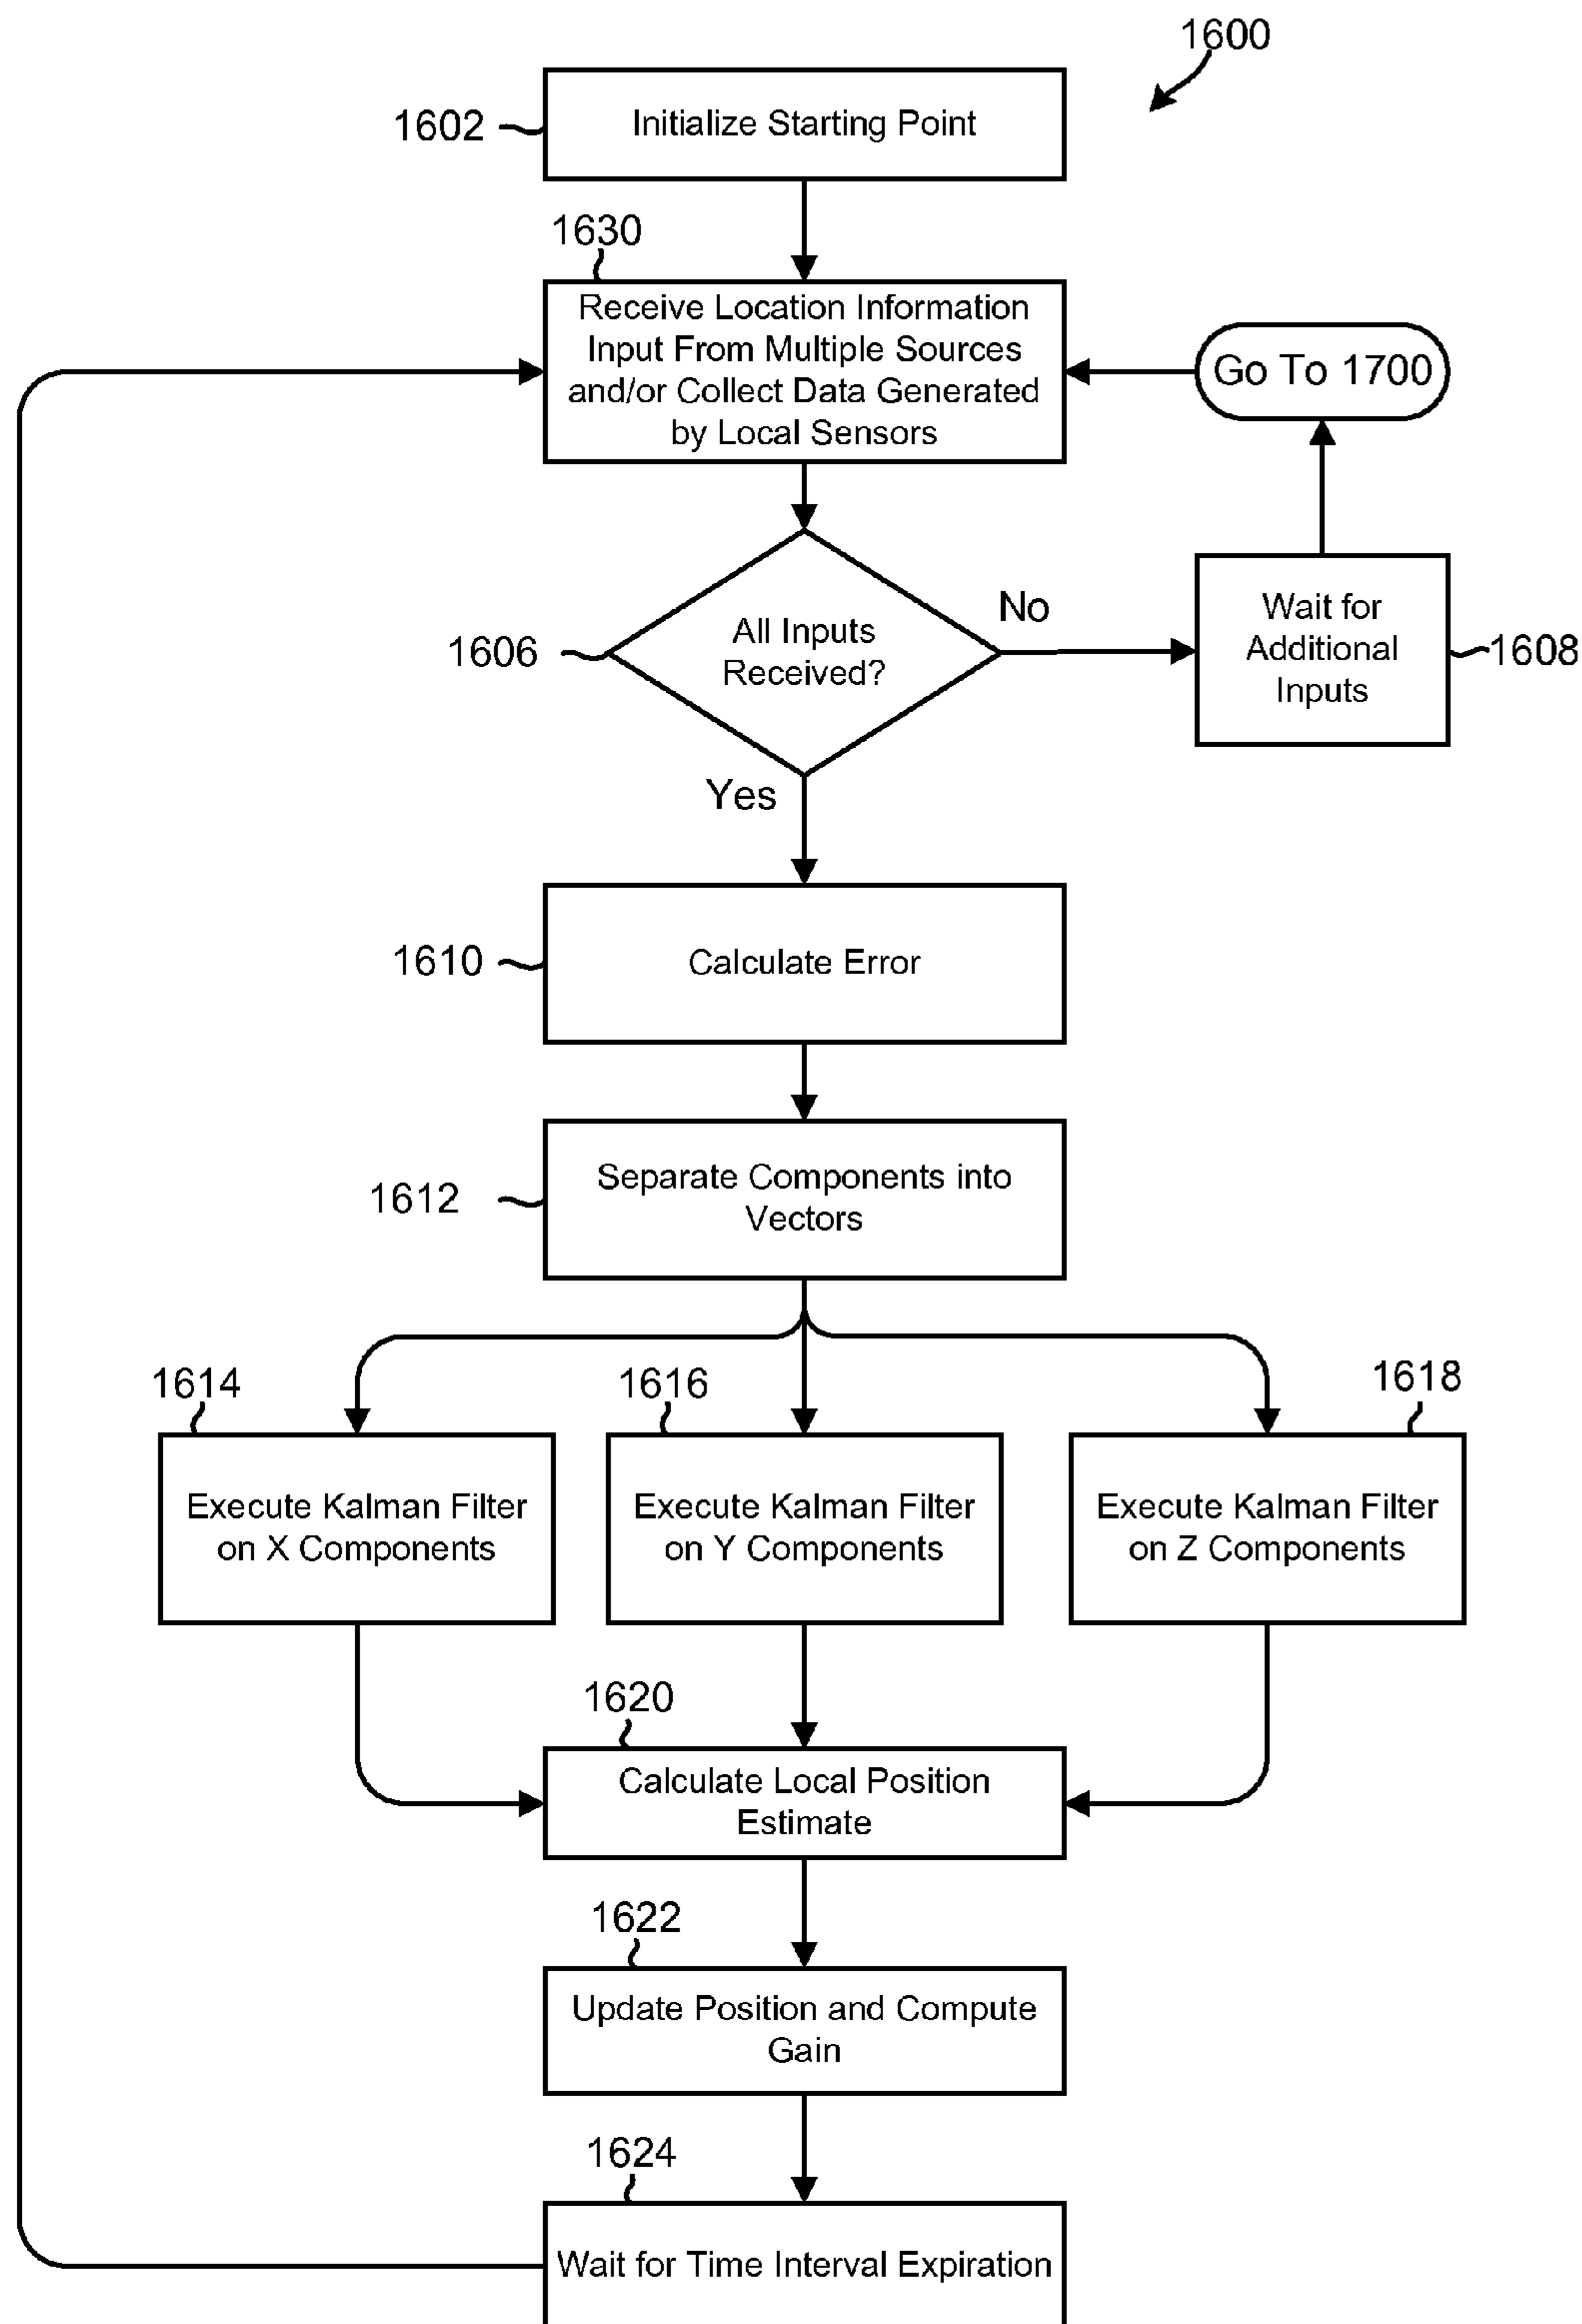 1600
1602
Initialize Starting Point
1630
Receive Location Information
Input From Multiple Sources
and/or Collect Data Generated
by Local Sensors
Go To 1700
1606
All Inputs
Received?
No
Wait for
Additional
Inputs
1608
Yes
1610
Calculate Error
1612
Separate Components into
Vectors
1614
1616
1618
Execute Kalman Filter
on X Components
Execute Kalman Filter
on Y Components
Execute Kalman Filter
on Z Components
1620
Calculate Local Position
Estimate
1622
Update Position and Compute
Gain
1624
Wait for Time Interval Expiration